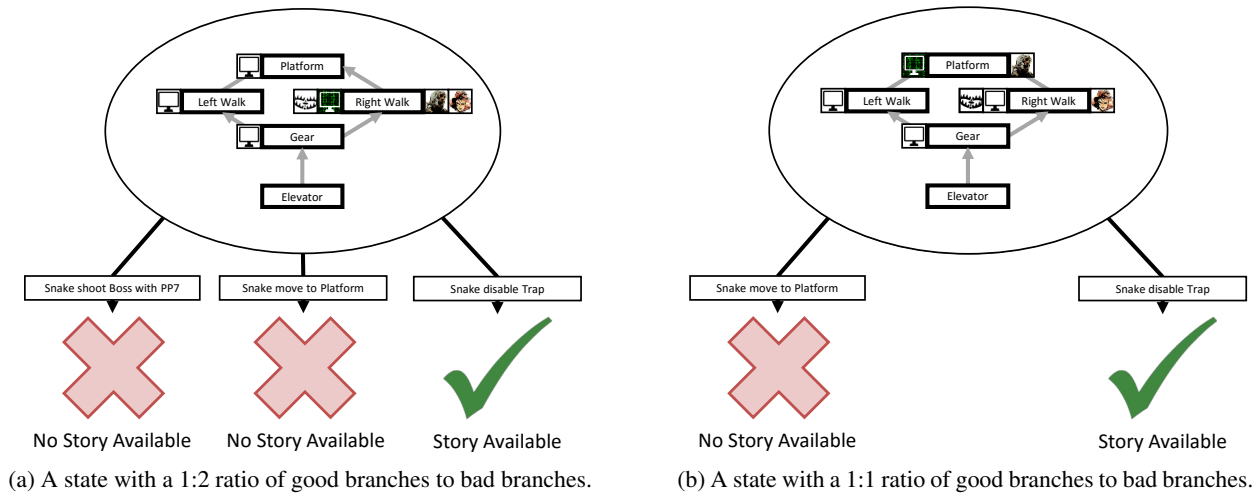 Platform
Left Walk
Right Walk
Gear
Elevator
Snake shoot Boss with PP7
Snake move to Platform
Snake disable Trap
No Story Available
No Story Available
Story Available
(a) A state with a 1:2 ratio of good branches to bad branches.
Platform
Left Walk
Right Walk
Gear
Elevator
Snake move to Platform
Snake disable Trap
No Story Available
Story Available
(b) A state with a 1:1 ratio of good branches to bad branches.